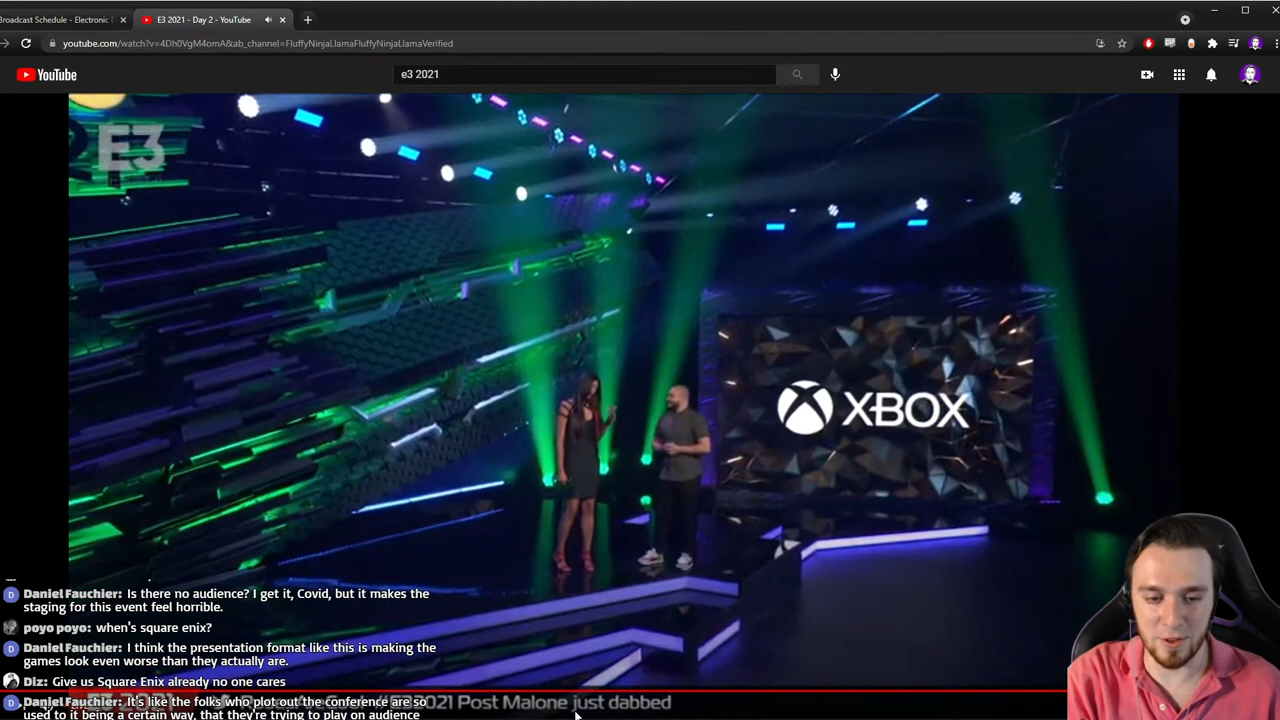 Broadcast Schedule - Electronic E
E3 2021 - Day 2 - YouTube
youtube.com/watch?v=4Dh0VgM4omA&ab_channel=FluffyNinjaLlamaFluffyNinjaLlamaVerified
YouTube
e3 2021
E3
XBOX
Daniel Fauchier: Is there no audience? I get it, Covid, but it makes the
staging for this event feel horrible.
poyo poyo: when's square enix?
Daniel Fauchier: I think the presentation format like this is making the
games look even worse than they actually are.
Diz: Give us Square Enix already no one cares
Daniel Fauchier: It's like the folks who plot out the conference are so
used to it being a certain way, that they're trying to play on audience
E3 2021
#E32021 Post Malone just dabbed